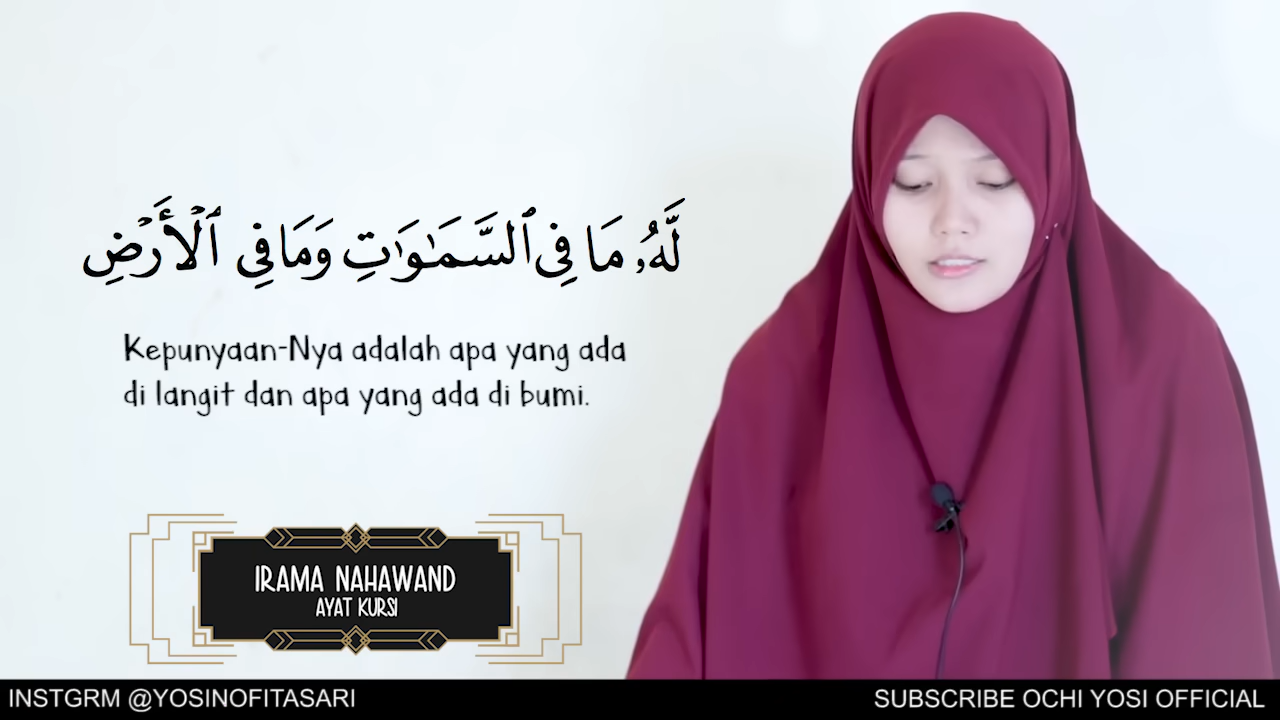 لَّهُۥ مَا فِى ٱلسَّمَـٰوَٰتِ وَمَا فِى ٱلْأَرْضِ
Kepunyaan-Nya adalah apa yang ada
di langit dan apa yang ada di bumi.
IRAMA NAHAWAND
AYAT KURSI
INSTGRM @YOSINOFITASARI
SUBSCRIBE OCHI YOSI OFFICIAL